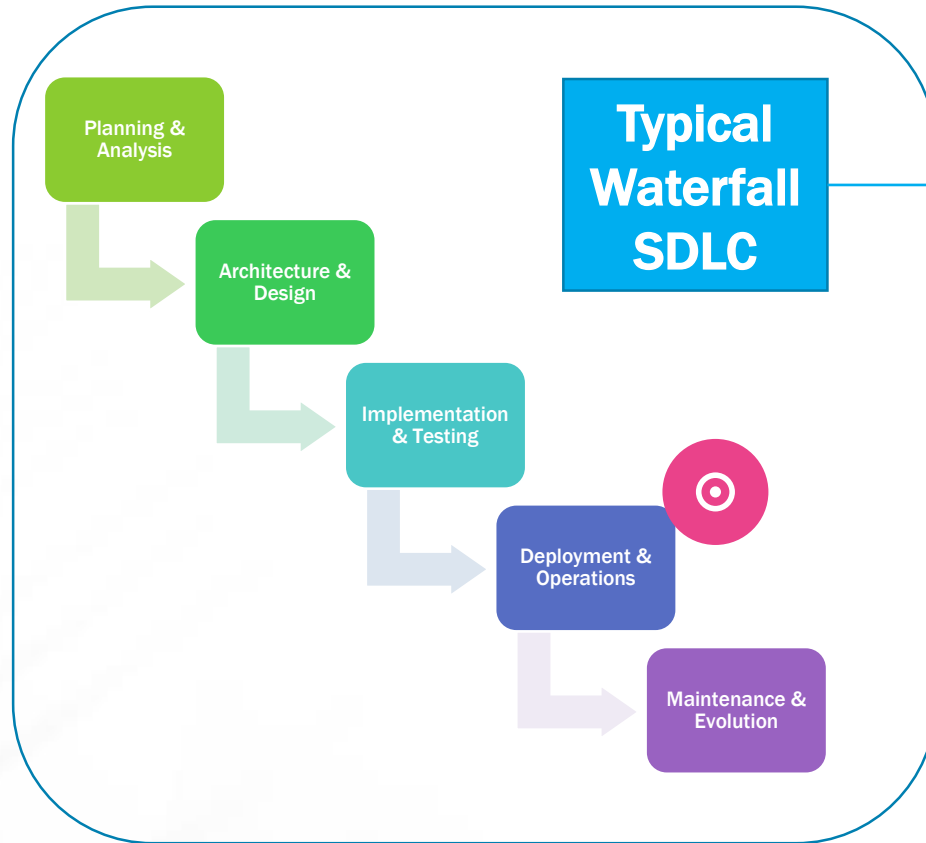 Planning &
Analysis
Typical
Waterfall
SDLC
Architecture &
Design
Implementation
& Testing
Deployment &
Operations
Maintenance &
Evolution